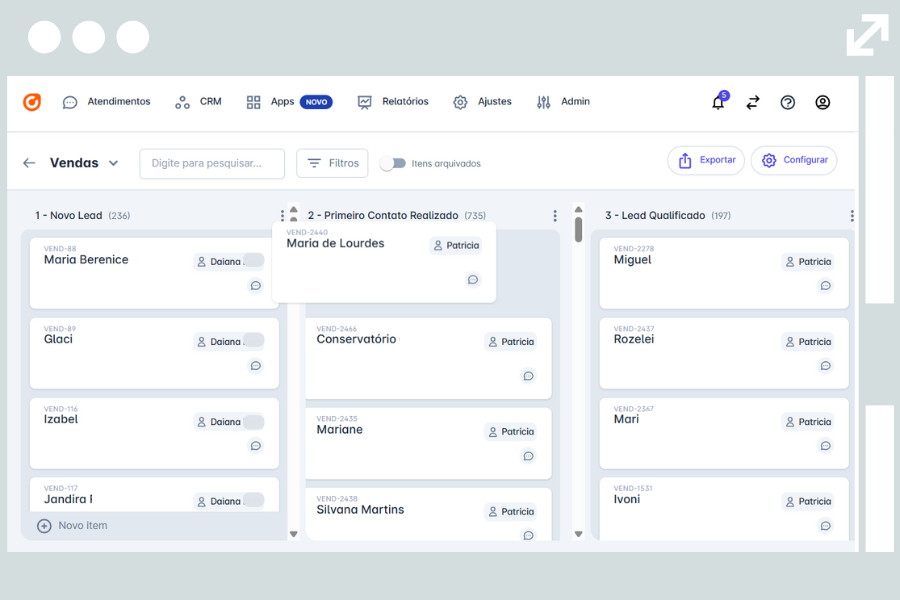 Atendimentos CRM Apps NOVO Relatórios Ajustes Admin 5
Vendas Digite para pesquisar... Filtros Itens arquivados Exportar Configurar
1 - Novo Lead (236)
VEND-88
Maria Berenice Daiana
VEND-89
Glaci Daiana
VEND-116
Izabel Daiana
VEND-117
Jandira Daiana
Novo item
2 - Primeiro Contato Realizado (735)
VEND-2440
Maria de Lourdes Patricia
VEND-2466
Conservatório Patricia
VEND-2435
Mariane Patricia
VEND-2438
Silvana Martins Patricia
3 - Lead Qualificado (197)
VEND-2278
Miguel Patricia
VEND-2437
Rozelei Patricia
VEND-2367
Mari Patricia
VEND-1531
Ivoni Patricia